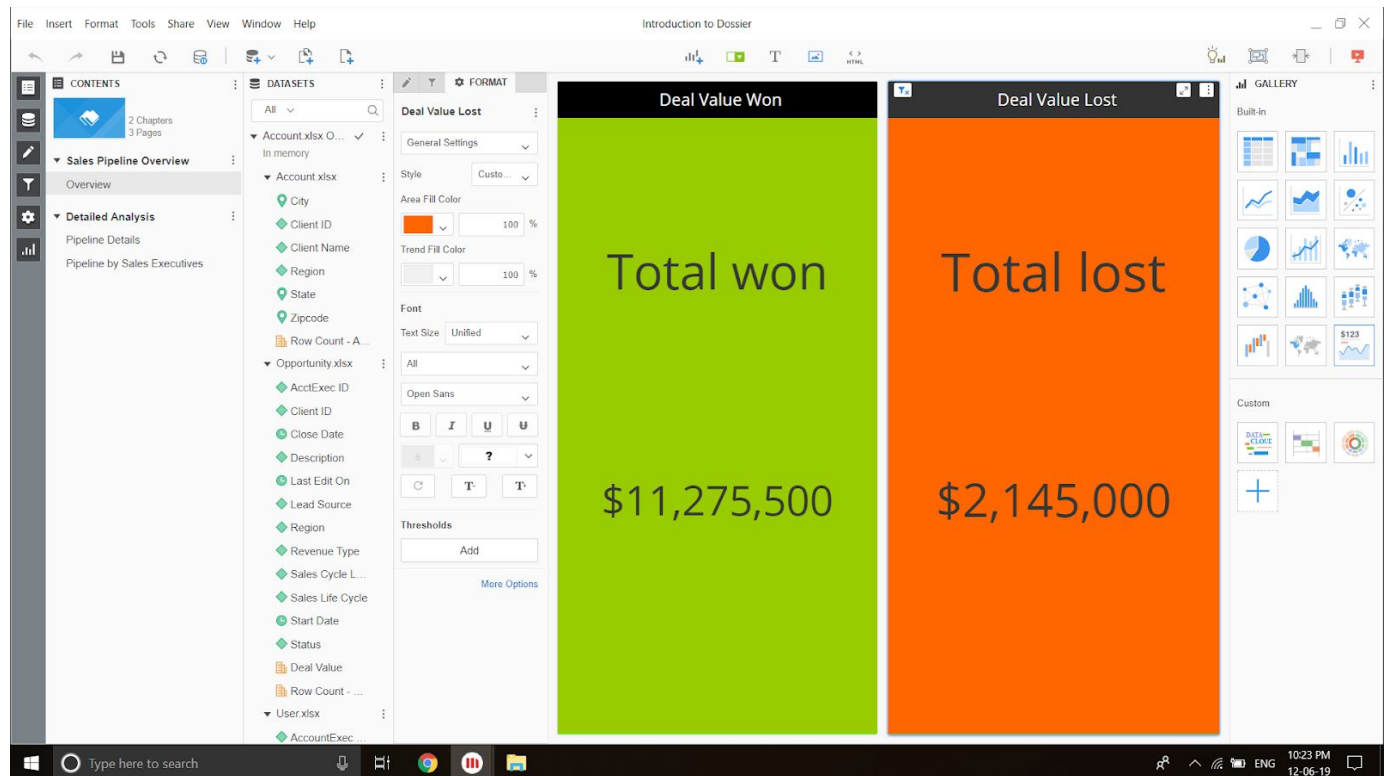 File Insert Format Tools Share View Window Help
Introduction to Dossier
HTML
CONTENTS
2 Chapters
3 Pages
Sales Pipeline Overview
Overview
Detailed Analysis
Pipeline Details
Pipeline by Sales Executives
DATASETS
All
Account.xlsx O...
In memory
Account.xlsx
City
Client ID
Client Name
Region
State
Zipcode
Row Count - A...
Opportunity.xlsx
AcctExec ID
Client ID
Close Date
Description
Last Edit On
Lead Source
Region
Revenue Type
Sales Cycle L...
Sales Life Cycle
Start Date
Status
Deal Value
Row Count - ...
User.xlsx
AccountExec ...
FORMAT
Deal Value Lost
General Settings
Style Custo...
Area Fill Color
100 %
Trend Fill Color
100 %
Font
Text Size Unified
All
Open Sans
B I U U
6 ?
T T
Thresholds
Add
More Options
Deal Value Won
Total won
$11,275,500
Deal Value Lost
Total lost
$2,145,000
GALLERY
Built-in
$123
Custom
DATA
CLOUD
Type here to search
ENG
10:23 PM
12-06-19